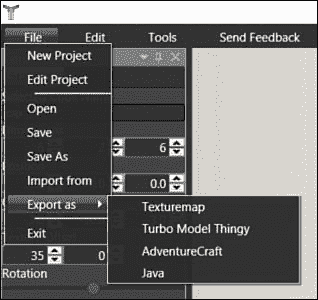 File Edit Tools Send Feedback
New Project
Edit Project
Open
Save
6
Save As
Import from
0.0
Export as
Texturemap
Turbo Model Thingy
Exit
AdventureCraft
35 0
Java
Rotation